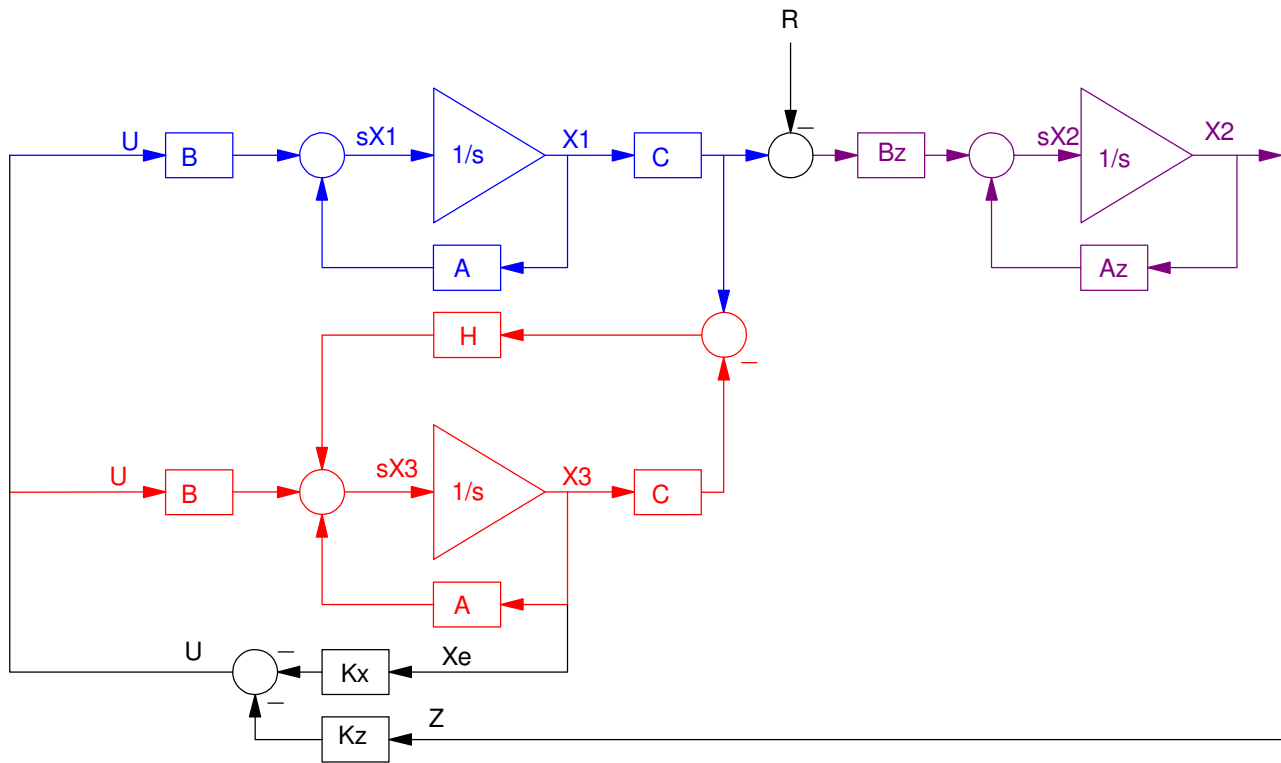 R
U B sX1 1/s X1 C − Bz sX2 1/s X2
A Az
H
−
U B sX3 1/s X3 C
A
U − Kx Xe
− Kz Z